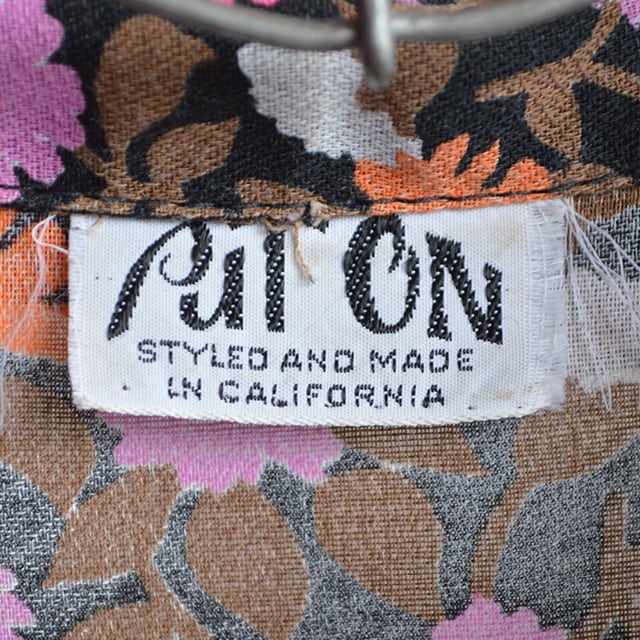 PUT ON
STYLED AND MADE
IN CALIFORNIA